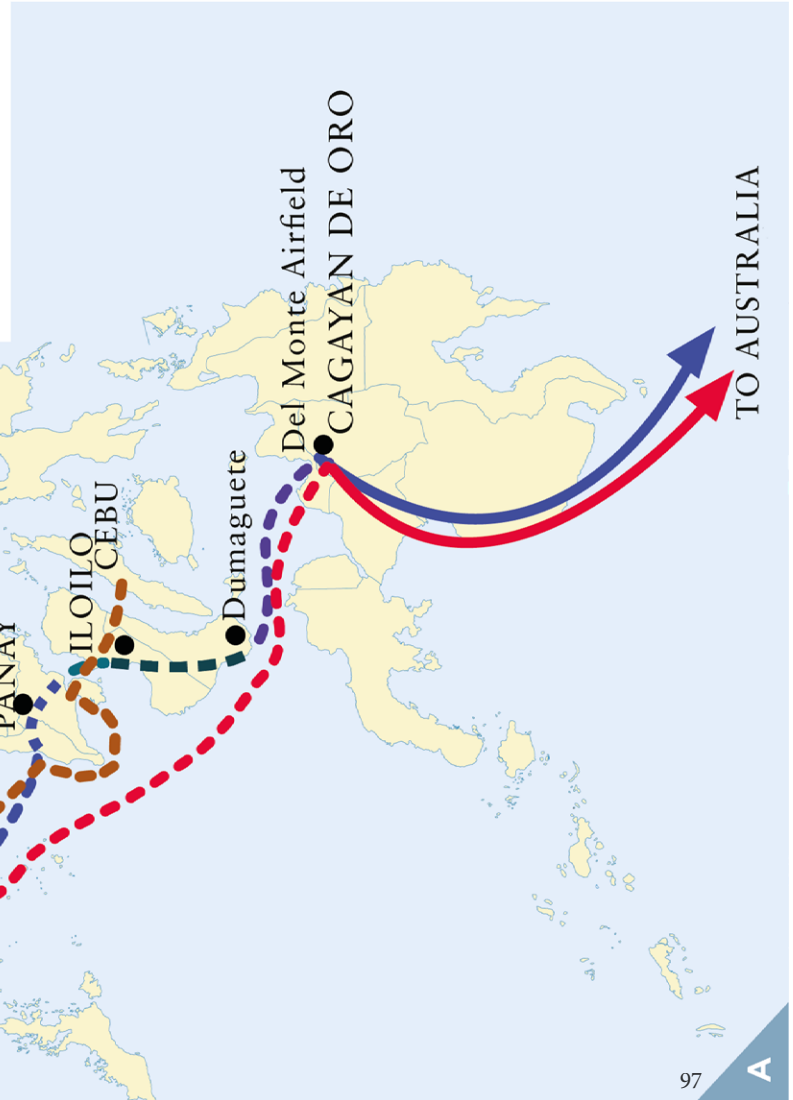 PANAY
ILOILO
CEBU
Dumaguete
Del Monte Airfield
CAGAYAN DE ORO
TO AUSTRALIA
97
A